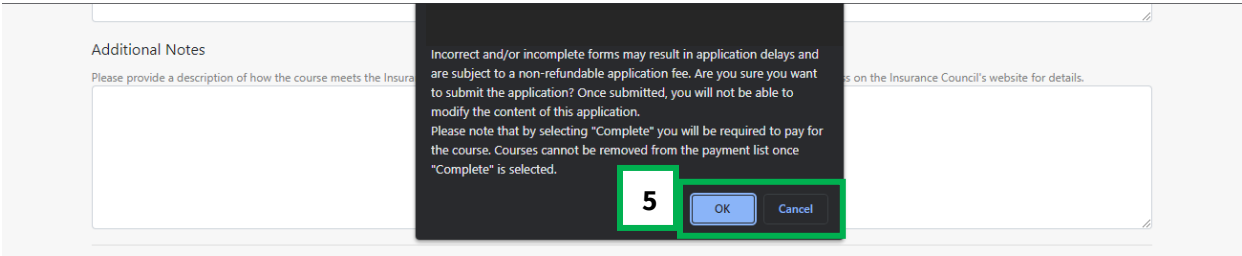 Additional Notes
Please provide a description of how the course meets the Insura
on the Insurance Council's website for details.
Incorrect and/or incomplete forms may result in application delays and
are subject to a non-refundable application fee. Are you sure you want
to submit the application? Once submitted, you will not be able to
modify the content of this application.
Please note that by selecting "Complete" you will be required to pay for
the course. Courses cannot be removed from the payment list once
"Complete" is selected.
5
OK
Cancel